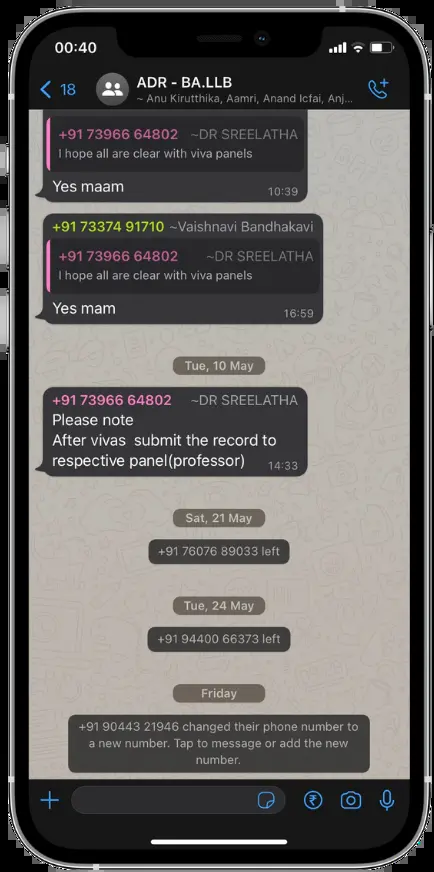 00:40
18
ADR - BA.LLB
~ Anu Kirutthika, Aamri, Anand Icfai, Anj...
+91 73966 64802 ~DR SREELATHA
I hope all are clear with viva panels
Yes maam 10:39
+91 73374 91710 ~Vaishnavi Bandhakavi
+91 73966 64802 ~DR SREELATHA
I hope all are clear with viva panels
Yes mam 16:59
Tue, 10 May
+91 73966 64802 ~DR SREELATHA
Please note
After vivas submit the record to
respective panel(professor) 14:33
Sat, 21 May
+91 76076 89033 left
Tue, 24 May
+91 94400 66373 left
Friday
+91 90443 21946 changed their phone number to
a new number. Tap to message or add the new
number.
₹